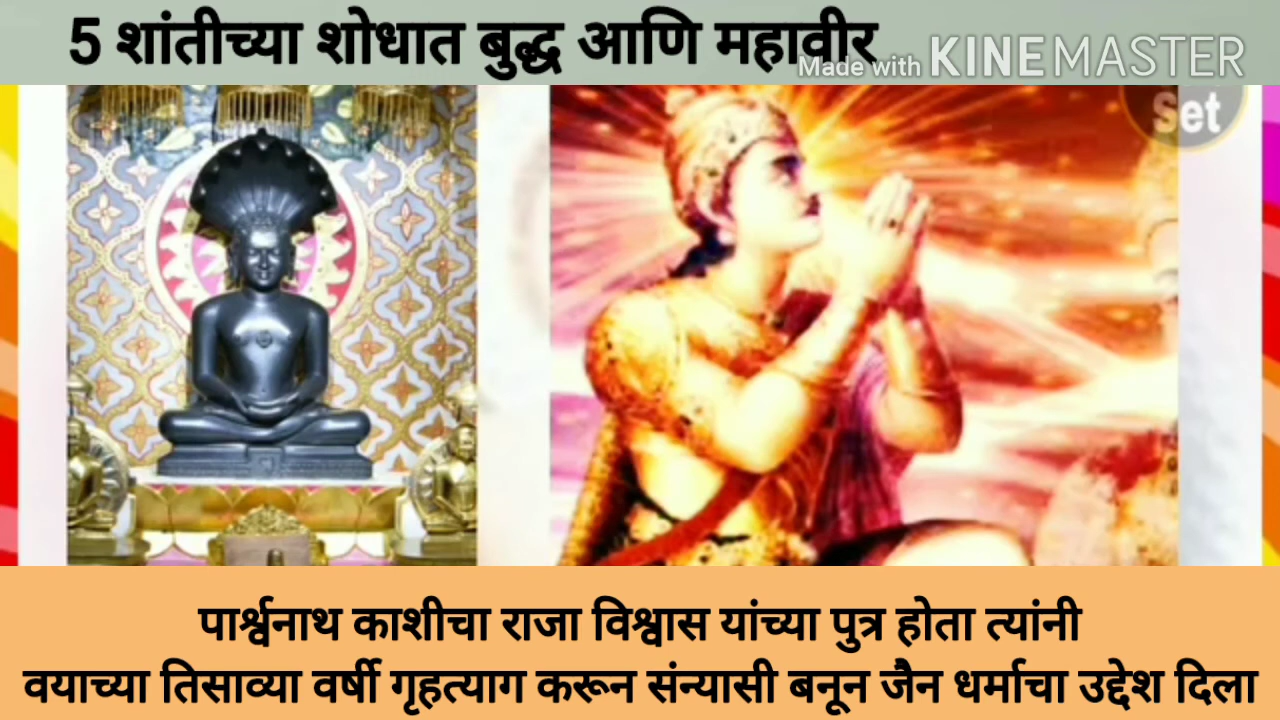 5 शांतीच्या शोधात बुद्ध आणि महावीर
Made with KINEMASTER
Set
पार्श्वनाथ काशीचा राजा विश्वास यांच्या पुत्र होता त्यांनी
वयाच्या तिसाव्या वर्षी गृहत्याग करून संन्यासी बनून जैन धर्माचा उद्देश दिला